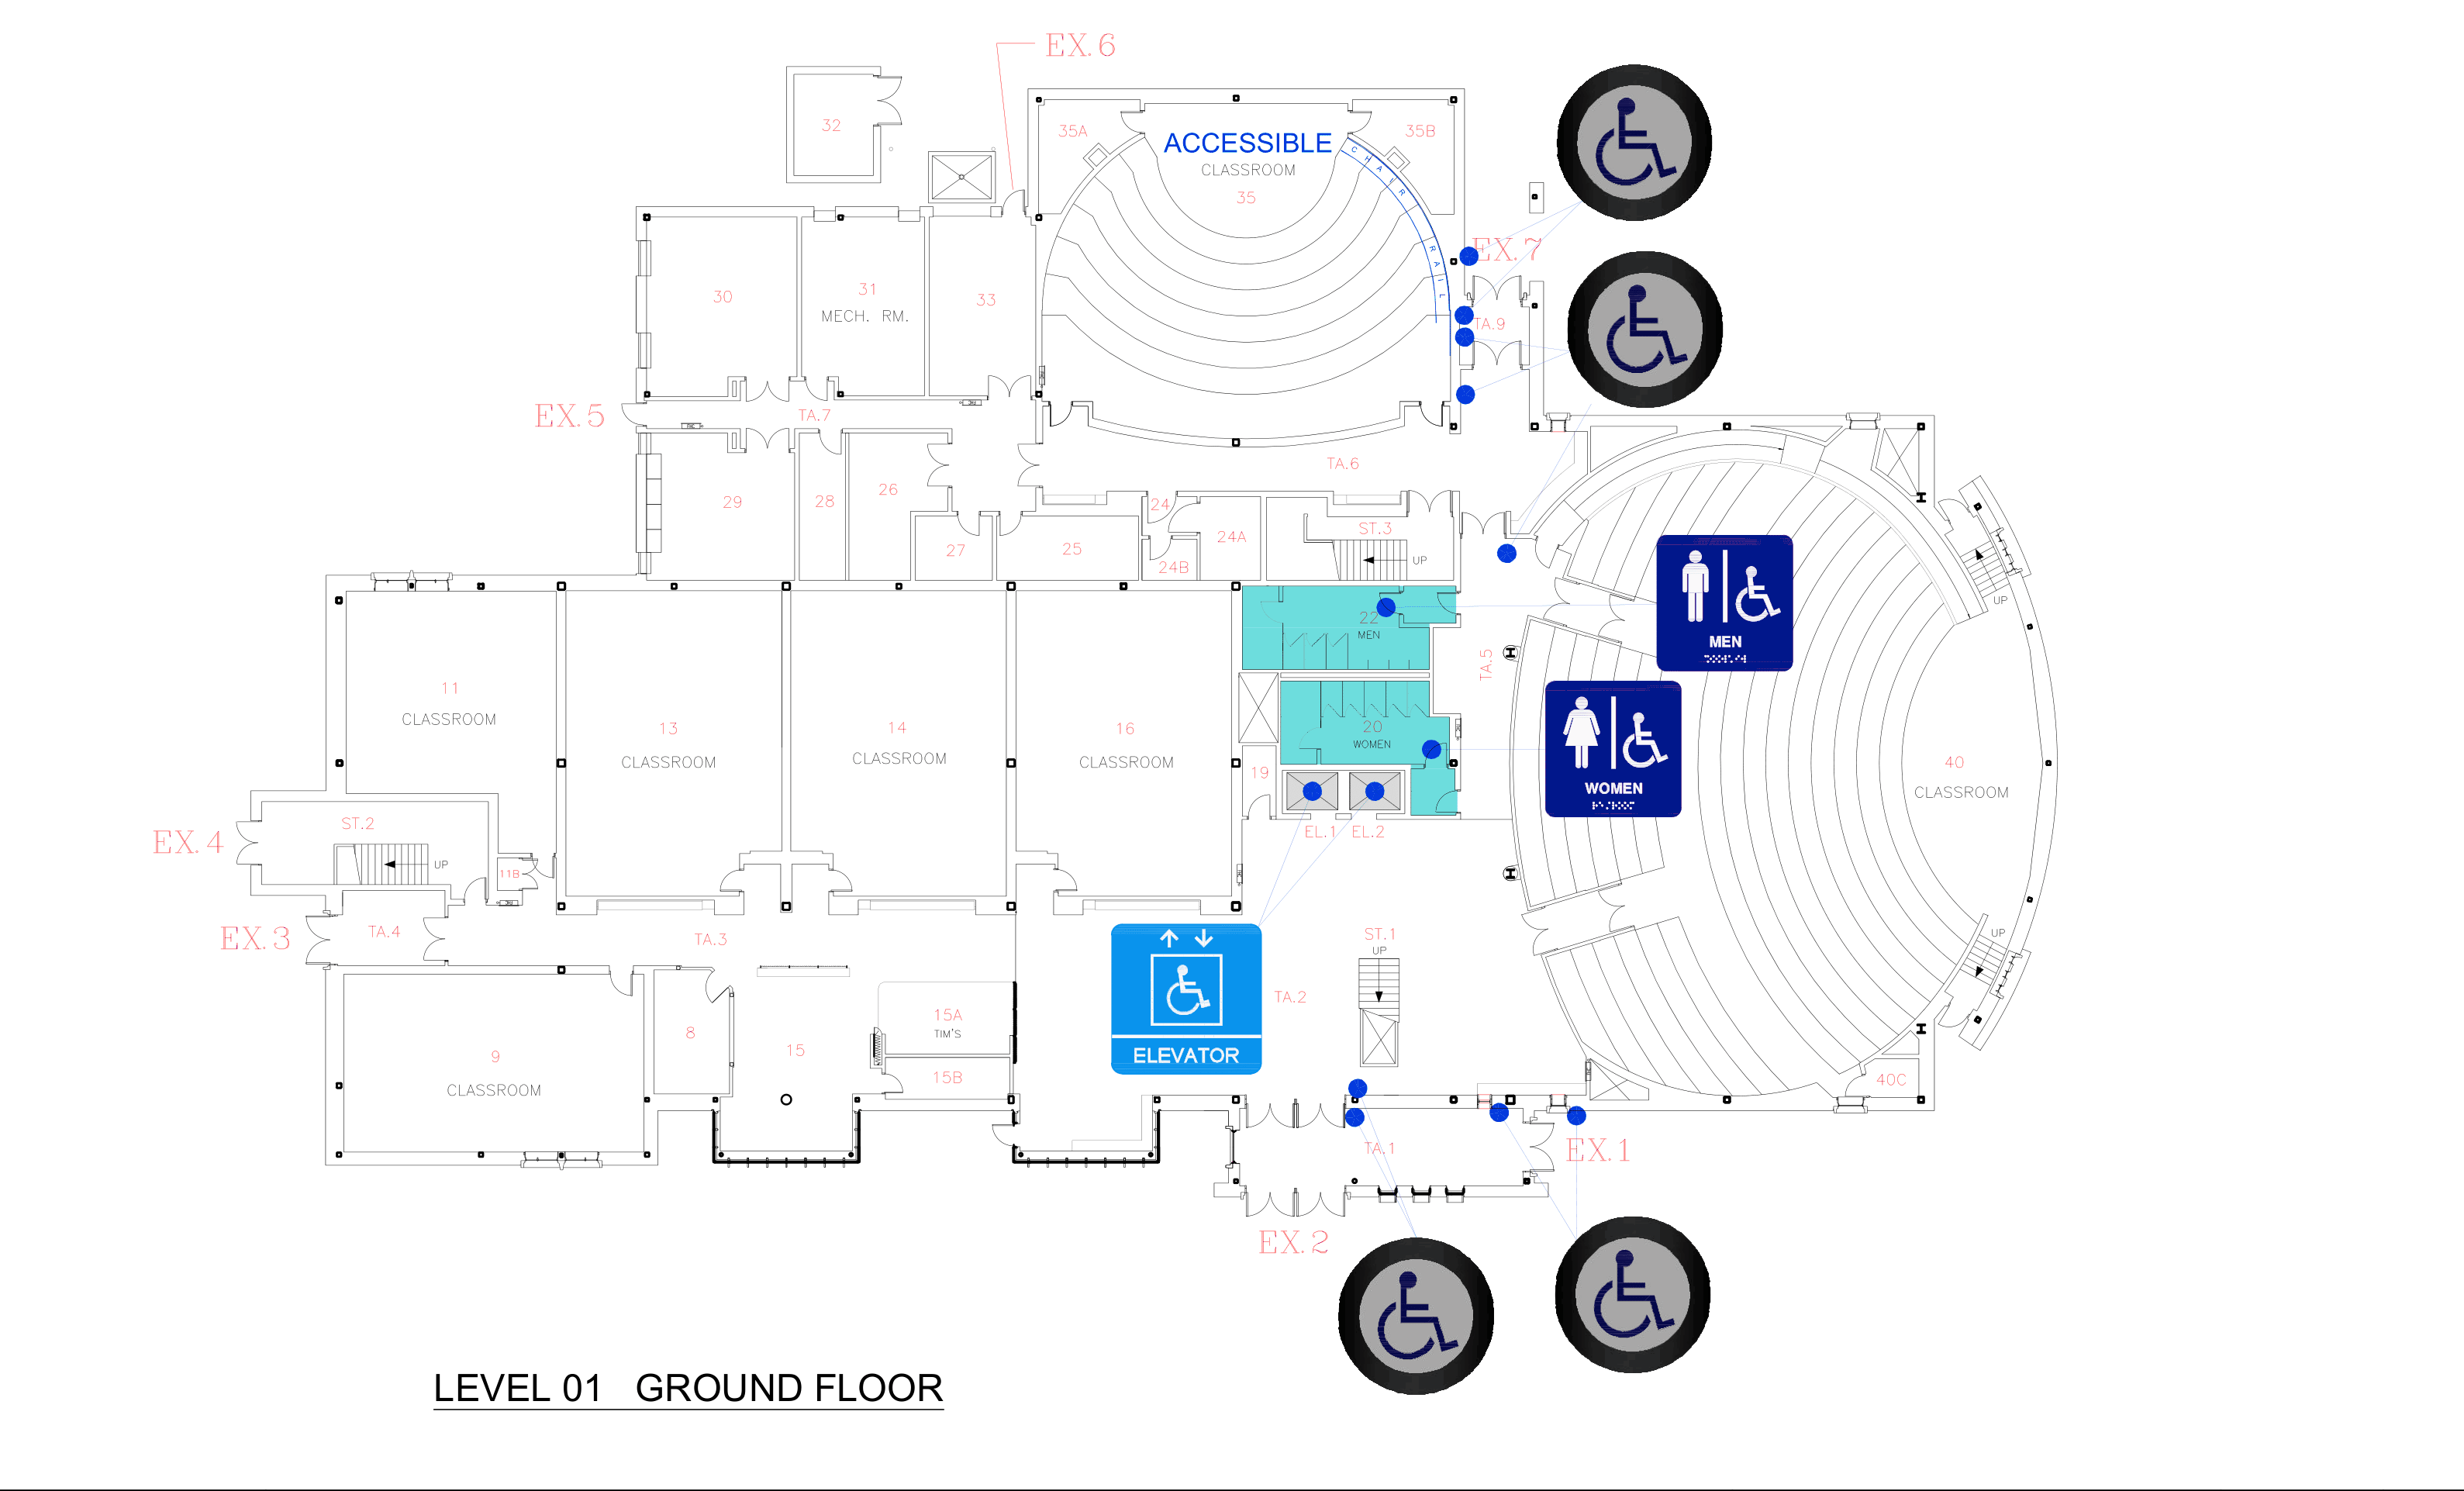 EX.6
32
35A
ACCESSIBLE
35B
CLASSROOM
35
CHAIR RAIL
EX.7
30
31
MECH. RM.
33
TA.9
EX.5
TA.7
TA.6
29
28
26
24
ST.3
UP
27
25
24A
24B
22
MEN
MEN
UP
TA.5
11
CLASSROOM
13
CLASSROOM
14
CLASSROOM
16
CLASSROOM
20
WOMEN
WOMEN
19
40
CLASSROOM
EX.4
ST.2
UP
11B
EL.1
EL.2
EX.3
TA.4
TA.3
ST.1
UP
UP
TA.2
15A
TIM'S
8
15
15B
ELEVATOR
9
CLASSROOM
40C
TA.1
EX.1
EX.2
LEVEL 01 GROUND FLOOR